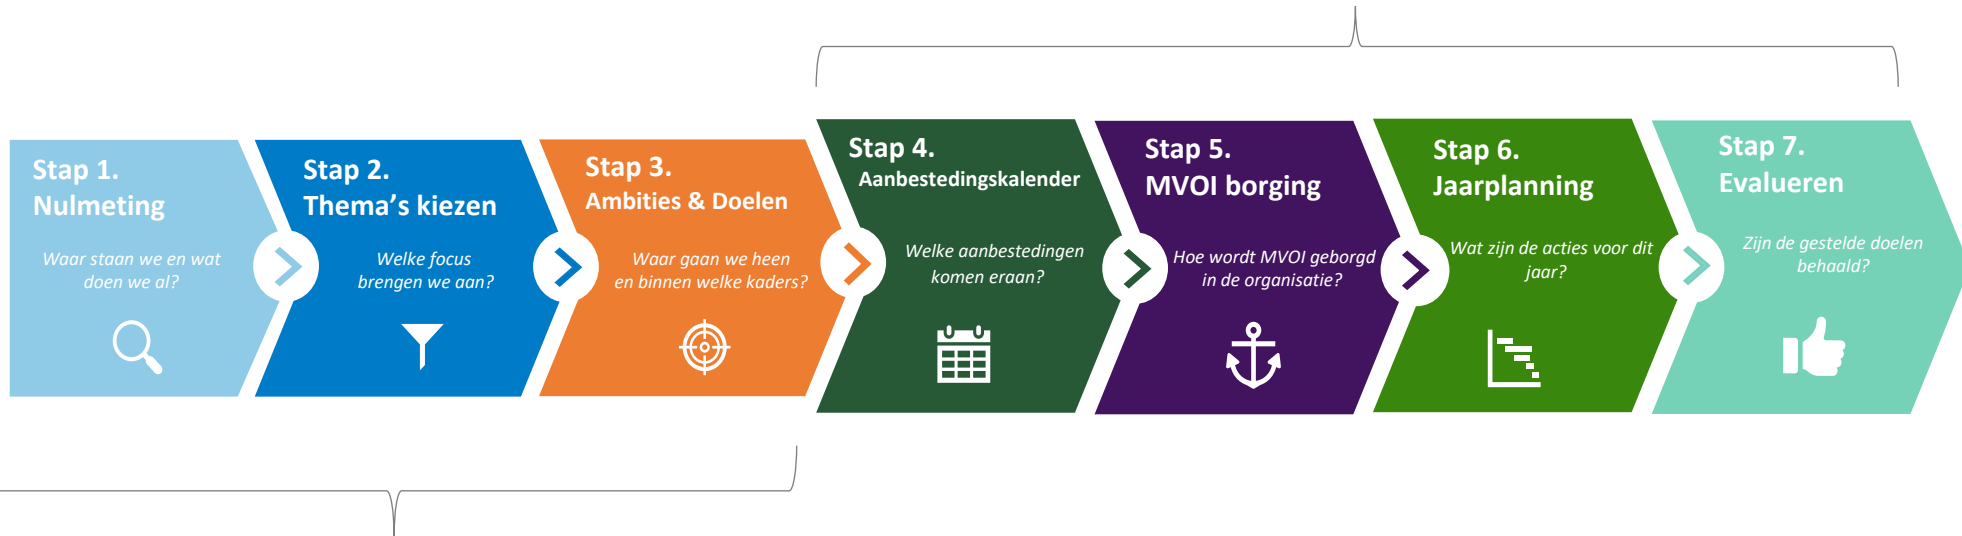 Stap 1.
Nulmeting
Waar staan we en wat
doen we al?
Stap 2.
Thema's kiezen
Welke focus
brengen we aan?
Stap 3.
Ambities & Doelen
Waar gaan we heen
en binnen welke kaders?
Stap 4.
Aanbestedingskalender
Welke aanbestedingen
komen eraan?
Stap 5.
MVOI borging
Hoe wordt MVOI geborgd
in de organisatie?
Stap 6.
Jaarplanning
Wat zijn de acties voor dit
jaar?
Stap 7.
Evalueren
Zijn de gestelde doelen
behaald?